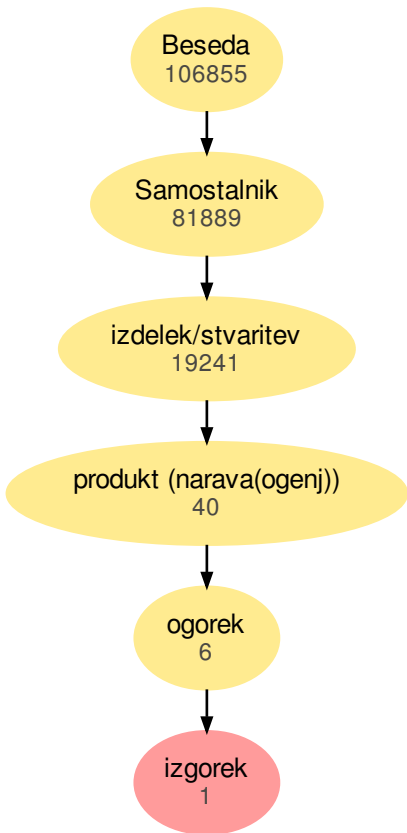 Beseda
106855
Samostalnik
81889
izdelek/stvaritev
19241
produkt (narava(ogenj))
40
ogorek
6
izgorek
1